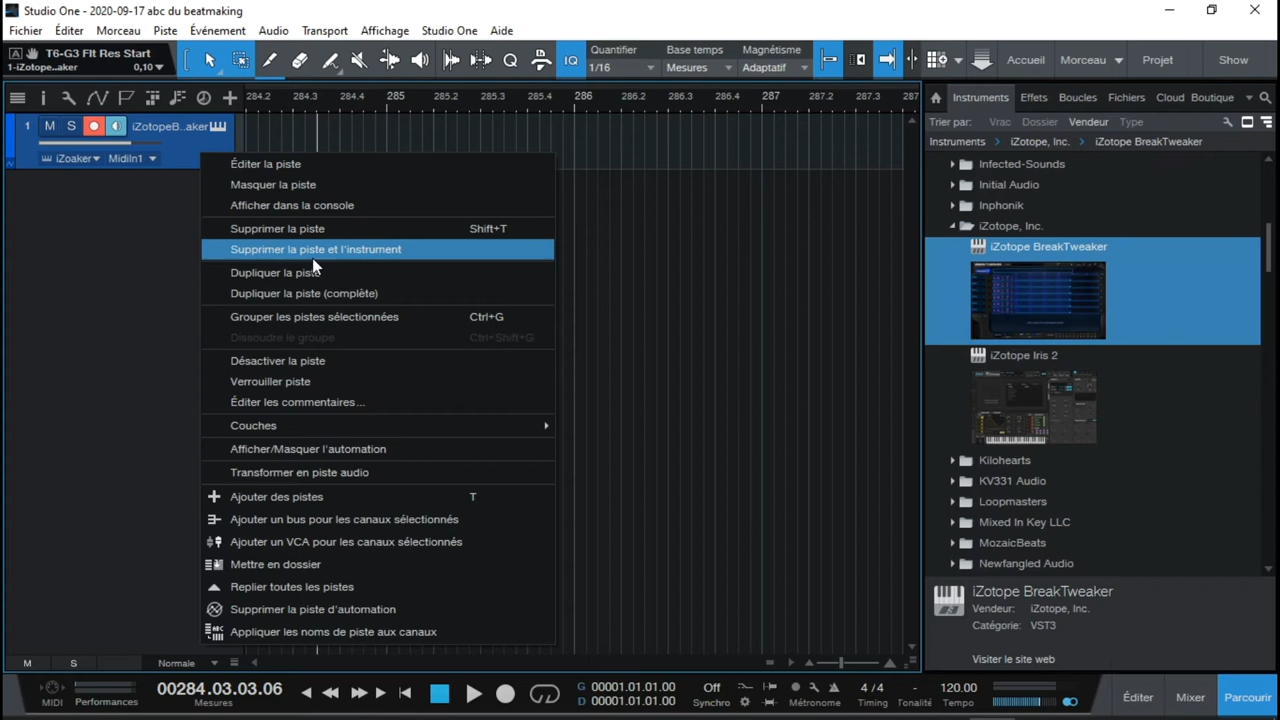 Studio One - 2020-09-17 abc du beatmaking
Fichier Éditer Morceau Piste Événement Audio Transport Affichage Studio One Aide
T6-G3 Flt Res Start
1-iZotope..aker 0,10
IQ
Quantifier
1/16
Base temps
Mesures
Magnétisme
Adaptatif
Accueil Morceau Projet Show
284.2 284.3 284.4 285 285.2 285.3 285.4 286 286.2 286.3 286.4 287 287.2 287.3 287
1 M S iZotopeB..aker
iZoaker MidiIn1
Éditer la piste
Masquer la piste
Afficher dans la console
Supprimer la piste Shift+T
Supprimer la piste et l'instrument
Dupliquer la piste
Dupliquer la piste (complète)
Grouper les pistes sélectionnées Ctrl+G
Dissoudre le groupe Ctrl+Shift+G
Désactiver la piste
Verrouiller piste
Éditer les commentaires...
Couches
Afficher/Masquer l'automation
Transformer en piste audio
Ajouter des pistes T
Ajouter un bus pour les canaux sélectionnés
Ajouter un VCA pour les canaux sélectionnés
Mettre en dossier
Replier toutes les pistes
Supprimer la piste d'automation
Appliquer les noms de piste aux canaux
Instruments Effets Boucles Fichiers Cloud Boutique
Trier par: Vrac Dossier Vendeur Type
Instruments iZotope, Inc. iZotope BreakTweaker
Infected-Sounds
Initial Audio
Inphonik
iZotope, Inc.
iZotope BreakTweaker
iZotope Iris 2
Kilohearts
KV331 Audio
Loopmasters
Mixed In Key LLC
MozaicBeats
Newfangled Audio
iZotope BreakTweaker
Vendeur: iZotope, Inc.
Catégorie: VST3
Visiter le site web
M S Normale
MIDI
Performances
00284.03.03.06
Mesures
G 00001.01.01.00
D 00001.01.01.00
Off
Synchro
Métronome
4 / 4
Timing
-
Tonalité
120.00
Tempo
Éditer Mixer Parcourir